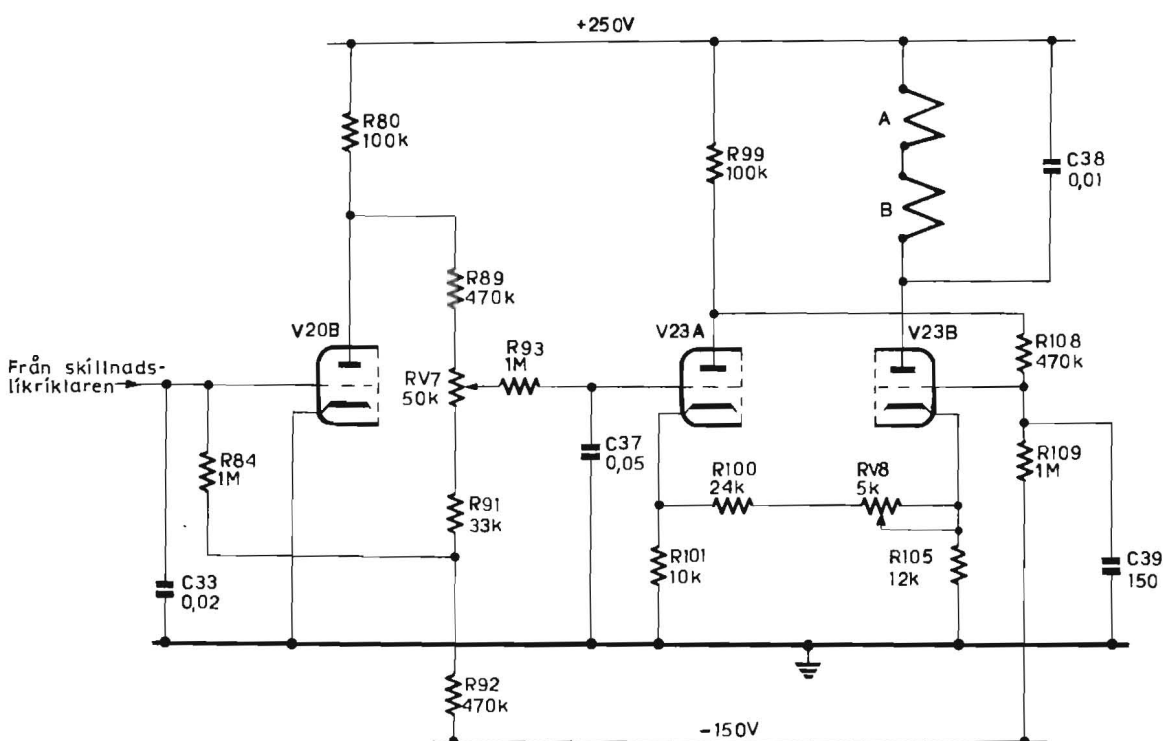 +250V
R80
100k
R99
100k
A
B
C38
0,01
R89
470k
V20B
V23A
V23B
R108
470k
Från skillnads-
likriktaren
RV7
50k
R93
1M
C37
0,05
R84
1M
R100
24k
RV8
5k
R109
1M
R91
33k
R101
10k
R105
12k
C39
150
C33
0,02
R92
470k
-150V